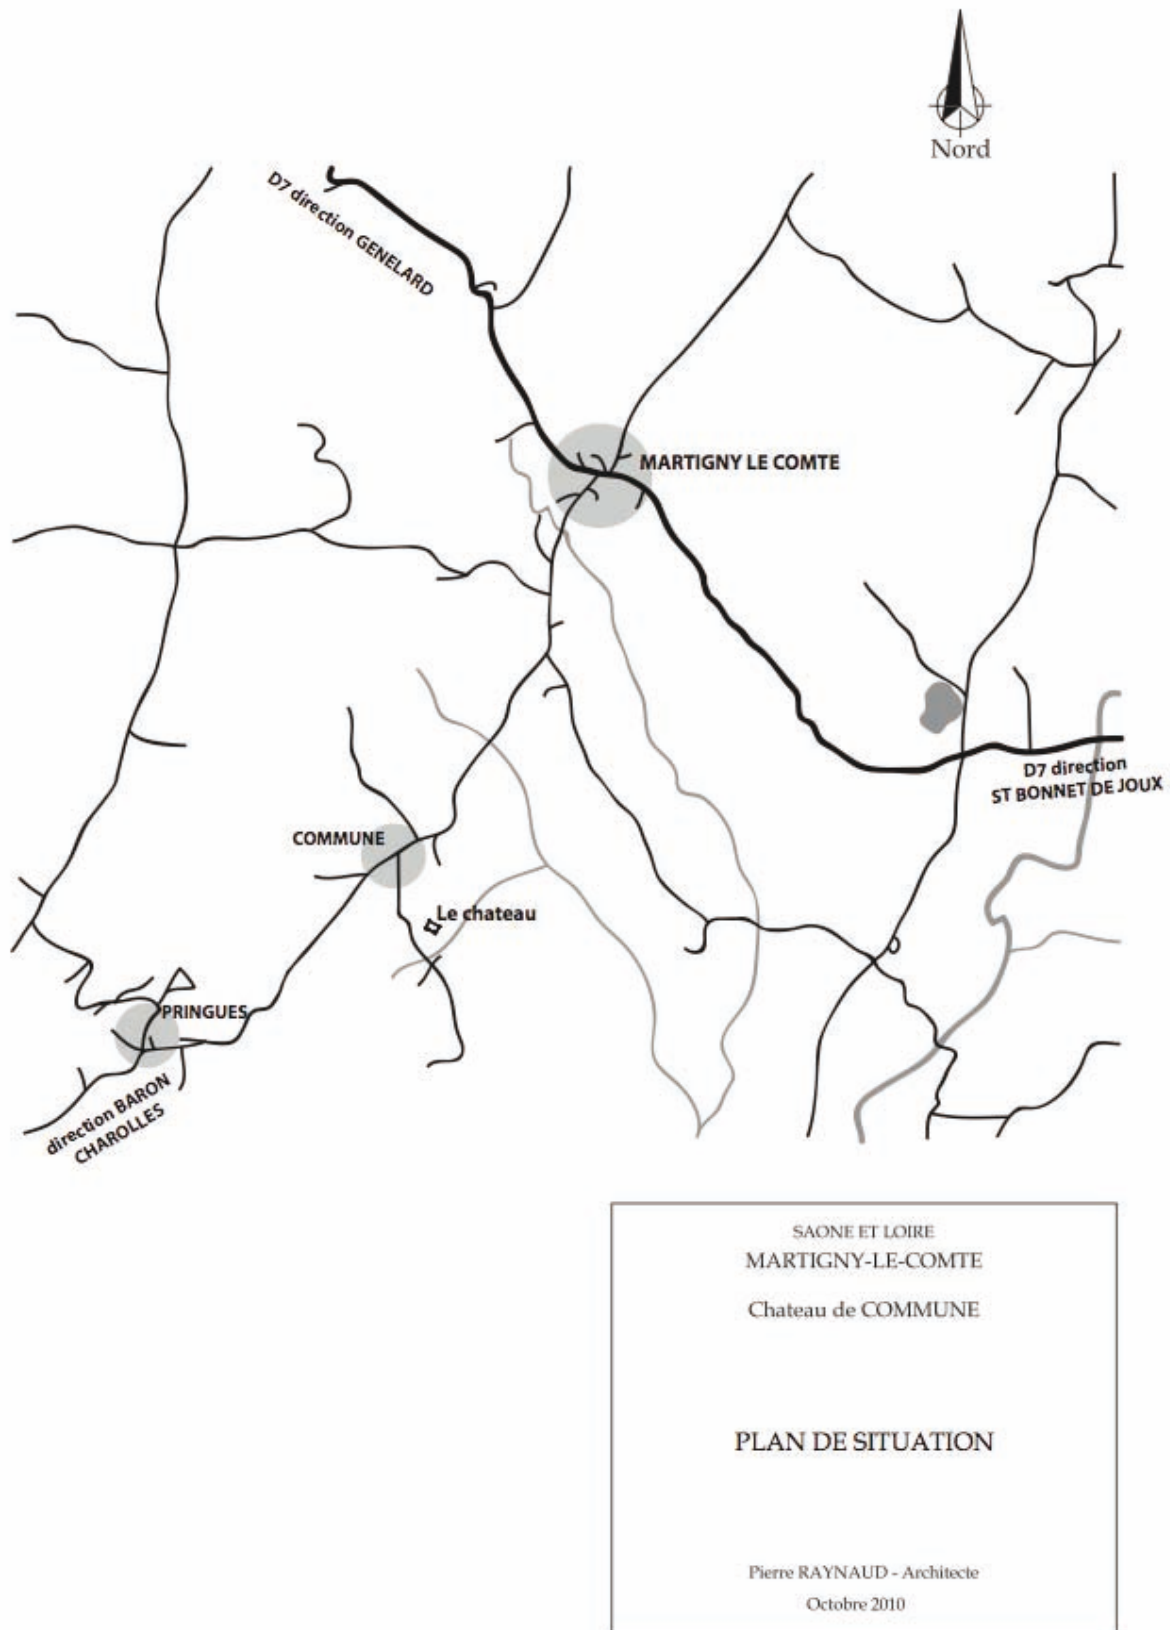 Nord
D7 direction GENELARD
MARTIGNY LE COMTE
D7 direction
ST BONNET DE JOUX
COMMUNE
Le chateau
PRINGUES
direction BARON
CHAROLLES
SAONE ET LOIRE
MARTIGNY-LE-COMTE
Chateau de COMMUNE
PLAN DE SITUATION
Pierre RAYNAUD - Architecte
Octobre 2010